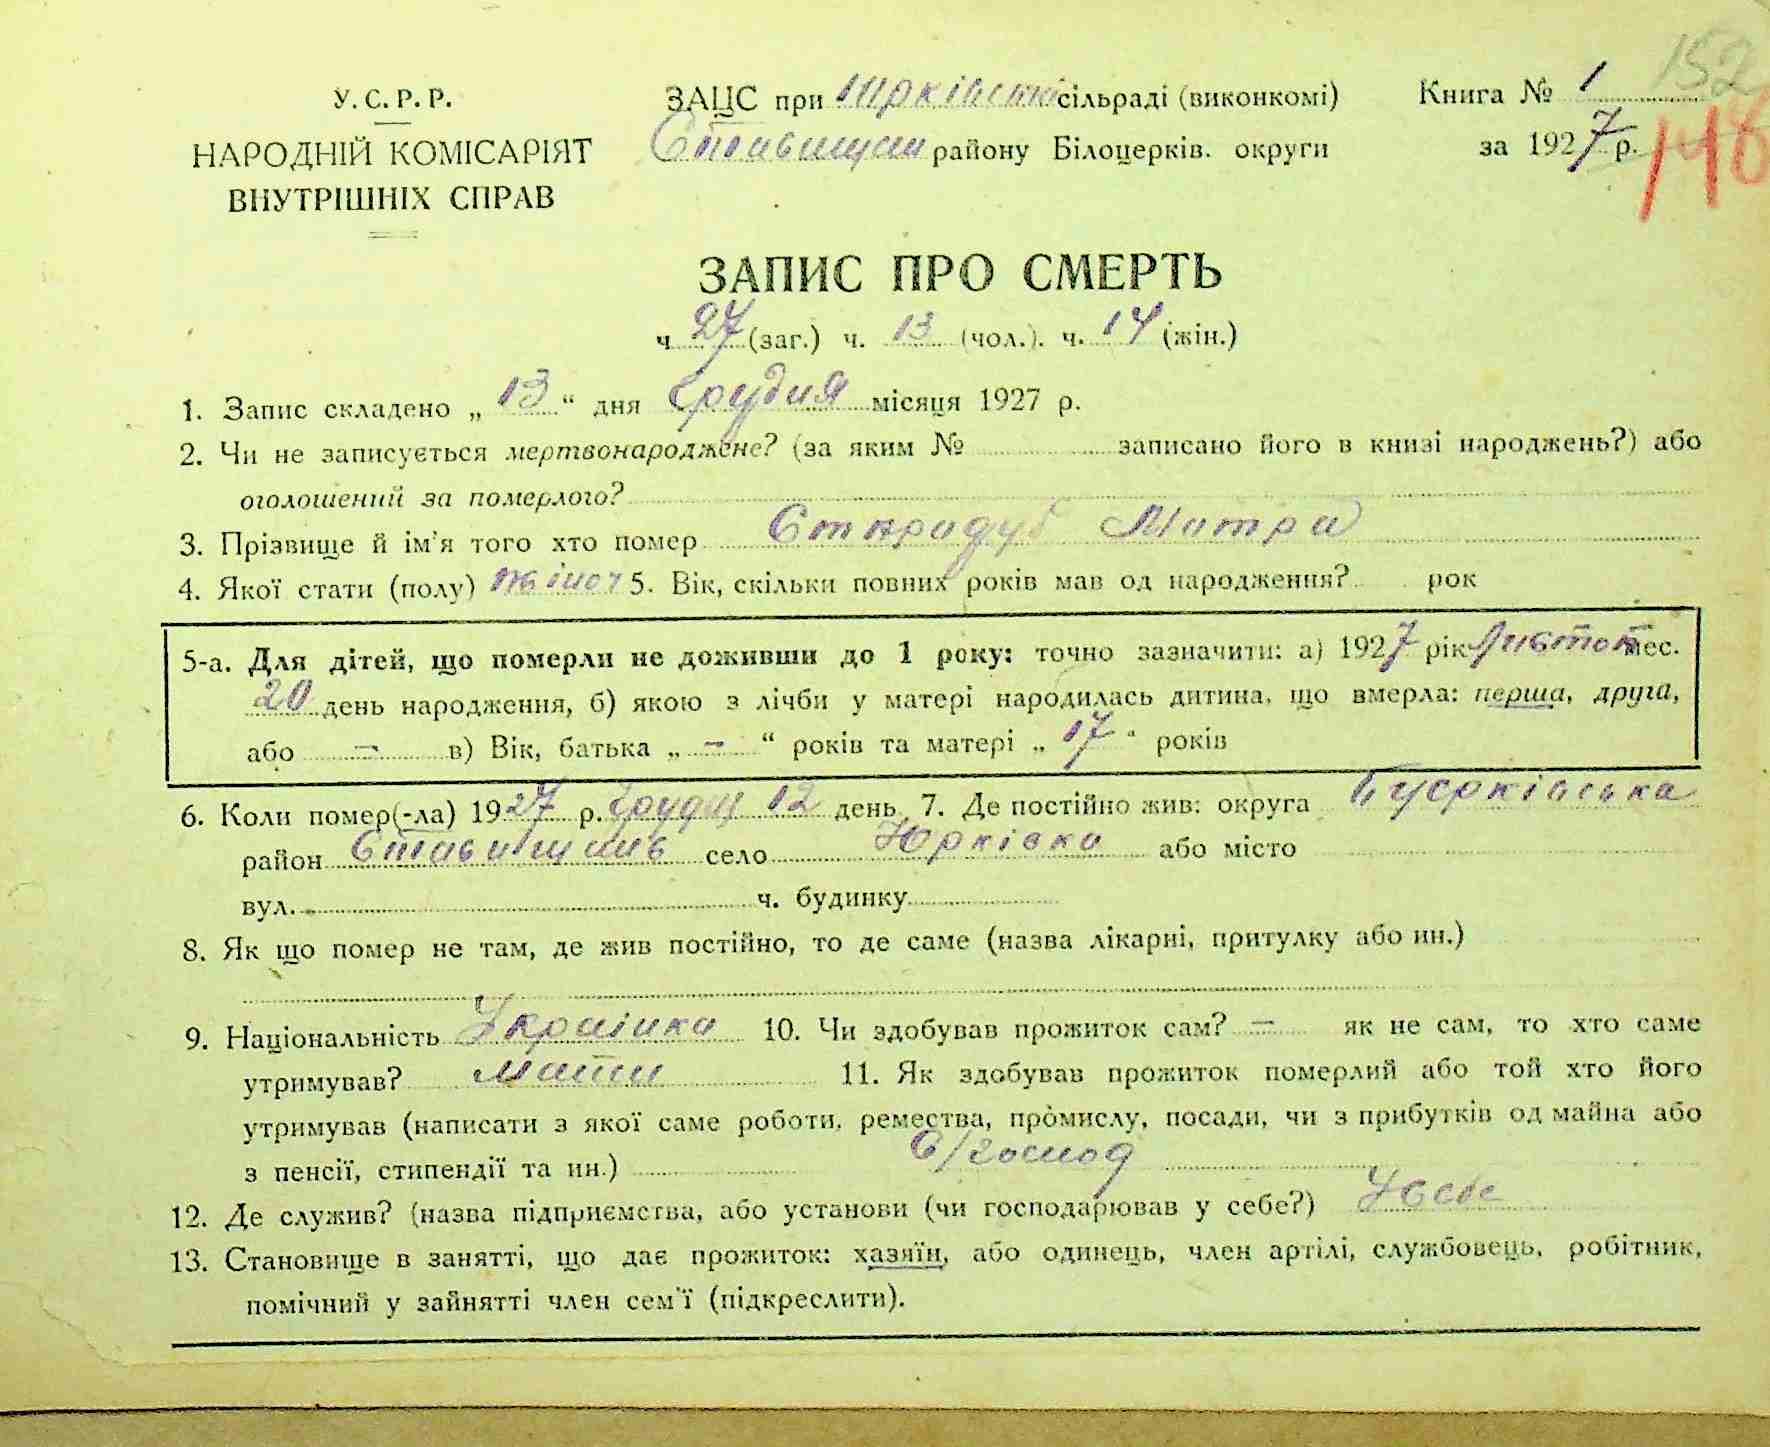 152
У. С. Р. Р.
НАРОДНІЙ КОМІСАРІЯТ
ВНУТРІШНІХ СПРАВ
ЗАЦС при сільраді (виконкомі)
Ставищан району Білоцерків. округи
Книга № 1
за 1927 р.
148
ЗАПИС ПРО СМЕРТЬ
ч 27 (заг.) ч. 13 (чол.). ч. 14 (жін.)
1. Запис складено „ 13 “ дня Грудня місяця 1927 р.
2. Чи не записується мертвонароджене? (за яким № записано його в книзі народжень?) або
оголошений за померлого?
3. Прізвище й ім'я того хто помер
4. Якої стати (полу) жіноч 5. Вік, скільки повних років мав од народження? рок
5-а. Для дітей, що померли не доживши до 1 року: точно зазначити: а) 1927 рік Листоп мес.
20 день народження, б) якою з лічби у матері народилась дитина, що вмерла: перша, друга,
або — в) Вік, батька „ — “ років та матері „ 17 “ років
6. Коли помер(-ла) 1927 р. Грудн 12 день 7. Де постійно жив: округа
район село Юрківка або місто
вул. ч. будинку
8. Як що помер не там, де жив постійно, то де саме (назва лікарні, притулку або ин.)
9. Національність Українка 10. Чи здобував прожиток сам? — як не сам, то хто саме
утримував? мати 11. Як здобував прожиток померлий або той хто його
утримував (написати з якої саме роботи, ремества, промислу, посади, чи з прибутків од майна або
з пенсії, стипендії та ин.) С/господ
12. Де служив? (назва підприємства, або установи (чи господарював у себе?) У себе
13. Становище в занятті, що дає прожиток: хазяїн, або одинець, член артілі, службовець, робітник,
помічний у зайнятті член сем'ї (підкреслити).